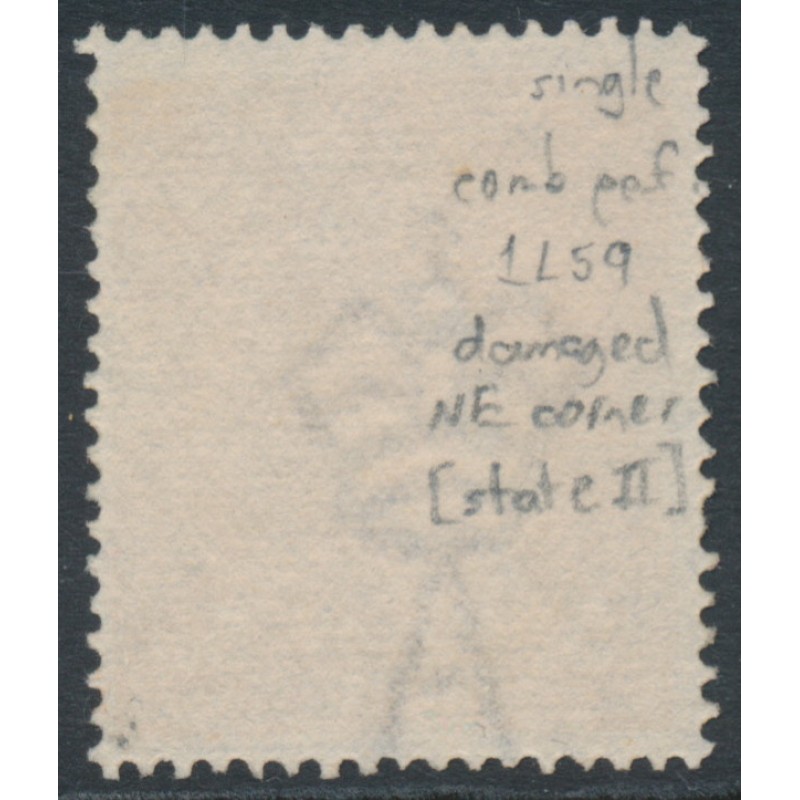 single
comb perf
1L59
damaged
NE corner
[state II]